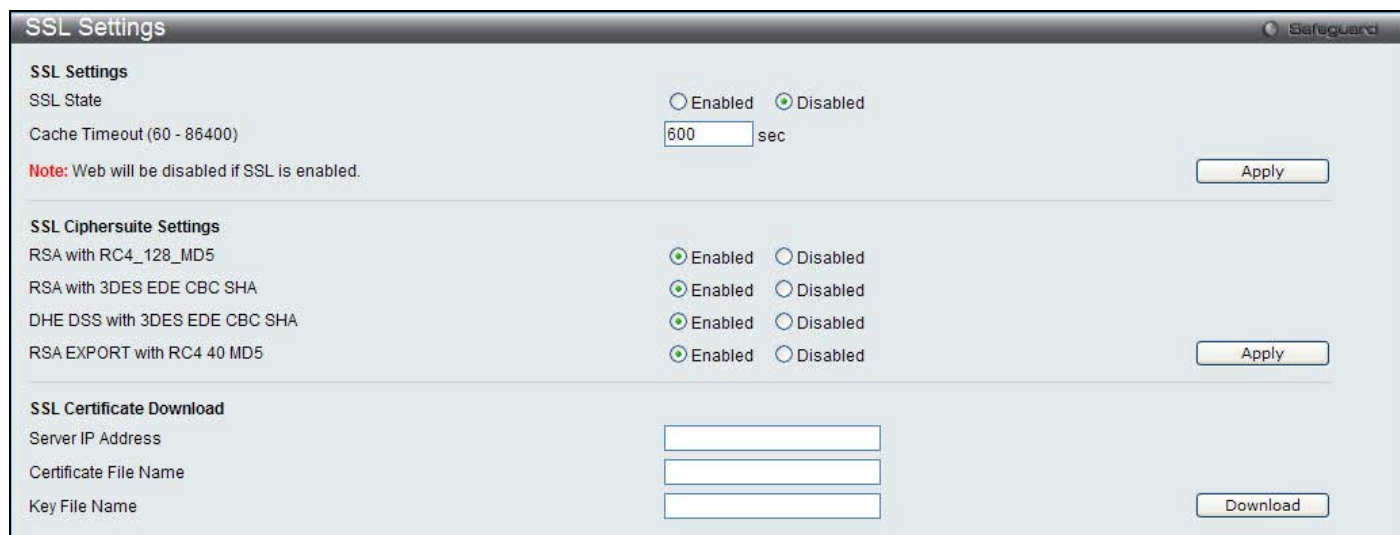 SSL Settings
Safeguard
SSL Settings
SSL State Enabled Disabled
Cache Timeout (60 - 86400) 600 sec
Note: Web will be disabled if SSL is enabled. Apply
SSL Ciphersuite Settings
RSA with RC4_128_MD5 Enabled Disabled
RSA with 3DES EDE CBC SHA Enabled Disabled
DHE DSS with 3DES EDE CBC SHA Enabled Disabled
RSA EXPORT with RC4 40 MD5 Enabled Disabled Apply
SSL Certificate Download
Server IP Address
Certificate File Name
Key File Name Download